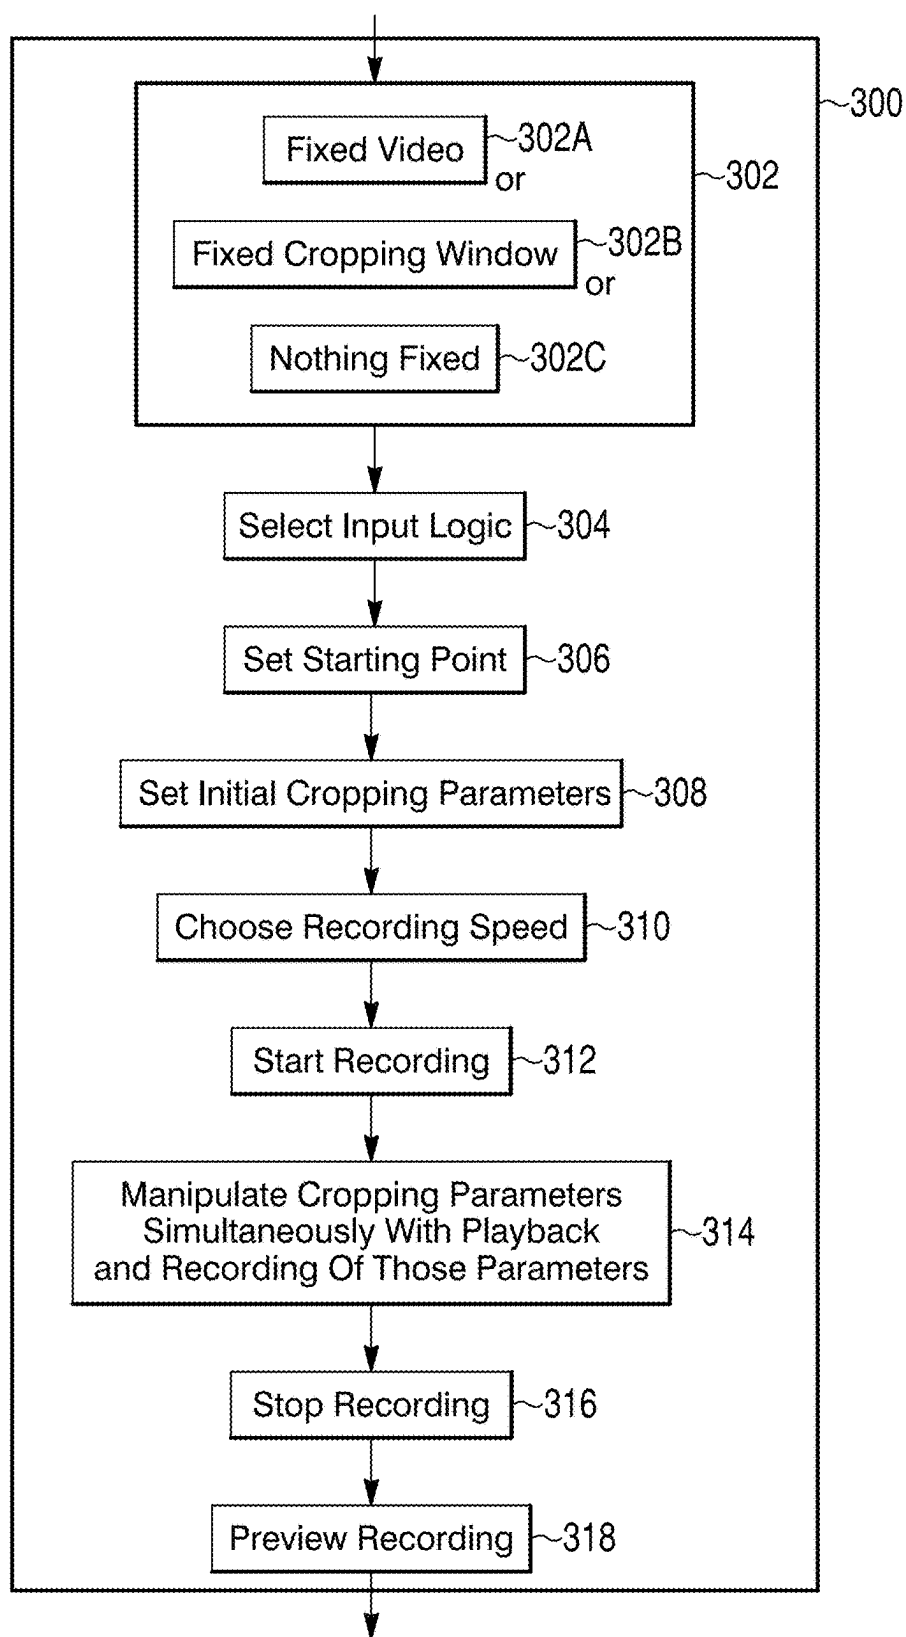 300
Fixed Video
302A
or
302
Fixed Cropping Window
302B
or
Nothing Fixed
302C
Select Input Logic
304
Set Starting Point
306
Set Initial Cropping Parameters
308
Choose Recording Speed
310
Start Recording
312
Manipulate Cropping Parameters
Simultaneously With Playback
and Recording Of Those Parameters
314
Stop Recording
316
Preview Recording
318